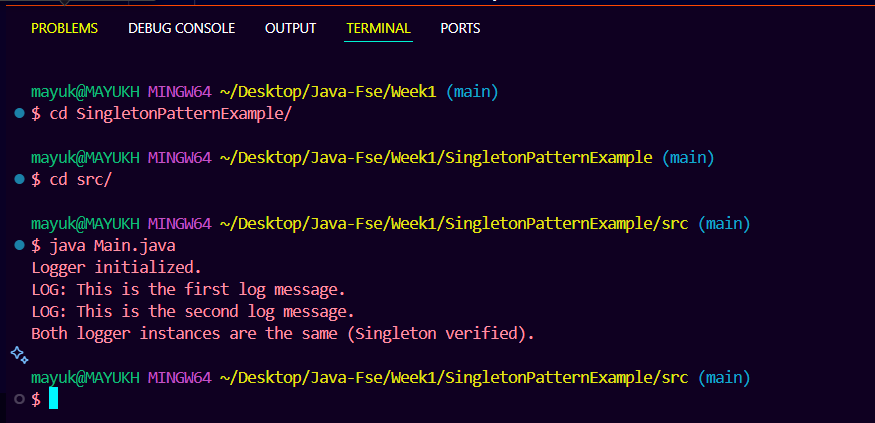 PROBLEMS DEBUG CONSOLE OUTPUT TERMINAL PORTS
mayuk@MAYUKH MINGW64 ~/Desktop/Java-Fse/Week1 (main)
$ cd SingletonPatternExample/
mayuk@MAYUKH MINGW64 ~/Desktop/Java-Fse/Week1/SingletonPatternExample (main)
$ cd src/
mayuk@MAYUKH MINGW64 ~/Desktop/Java-Fse/Week1/SingletonPatternExample/src (main)
$ java Main.java
Logger initialized.
LOG: This is the first log message.
LOG: This is the second log message.
Both logger instances are the same (Singleton verified).
mayuk@MAYUKH MINGW64 ~/Desktop/Java-Fse/Week1/SingletonPatternExample/src (main)
$